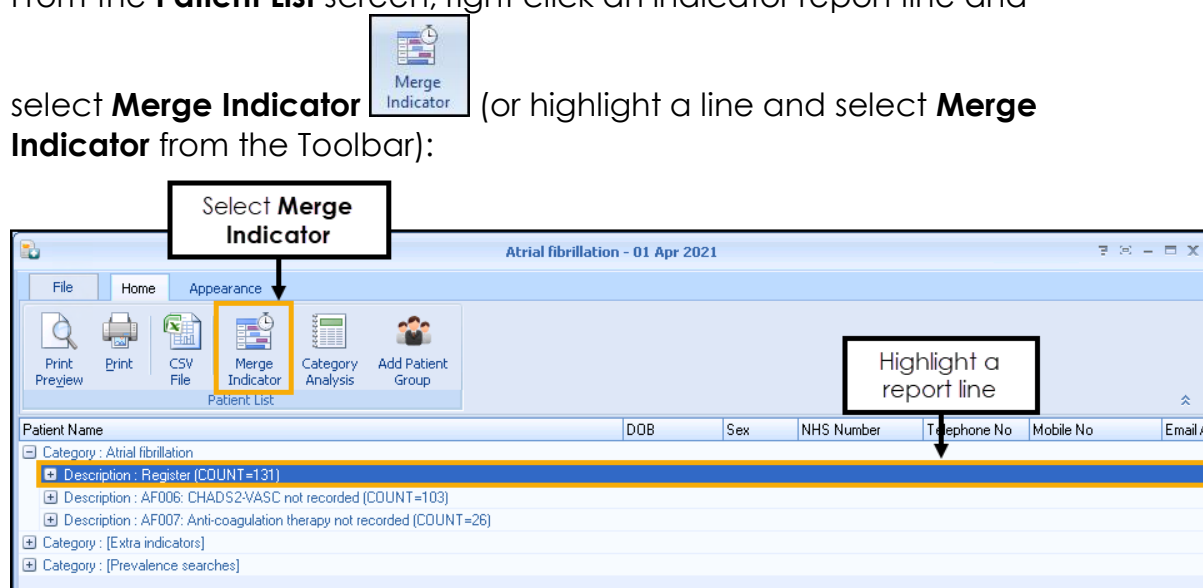 From the Patient List screen, right click an indicator report line and
Merge
Indicator
select Merge Indicator (or highlight a line and select Merge
Indicator from the Toolbar):
Select Merge
Indicator
Atrial fibrillation - 01 Apr 2021
File Home Appearance
Print
Preview
Print
CSV
File
Merge
Indicator
Category
Analysis
Add Patient
Group
Patient List
Highlight a
report line
Patient Name DOB Sex NHS Number Telephone No Mobile No Email A
Category : Atrial fibrillation
Description : Register (COUNT=131)
Description : AF006: CHADS2-VASC not recorded (COUNT=103)
Description : AF007: Anti-coagulation therapy not recorded (COUNT=26)
Category : [Extra indicators]
Category : [Prevalence searches]